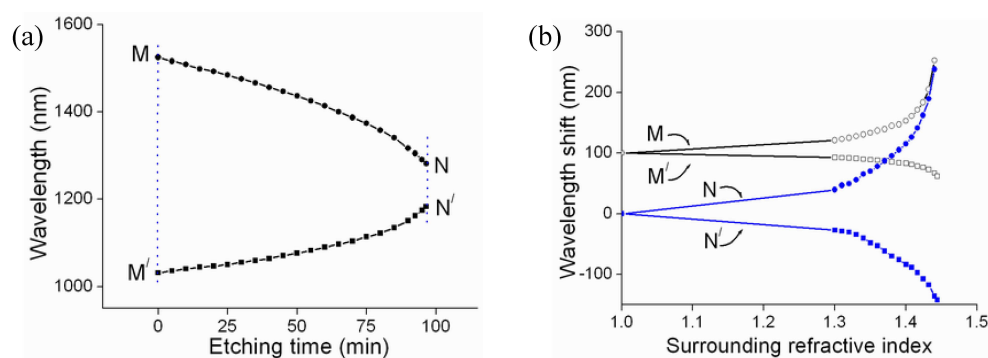 (a)
Wavelength (nm)
1600
1400
1200
1000
M
N
N/
M/
0
25
50
75
100
Etching time (min)
(b)
Wavelength shift (nm)
300
200
100
0
-100
M
M/
N
N/
1.0
1.1
1.2
1.3
1.4
1.5
Surrounding refractive index